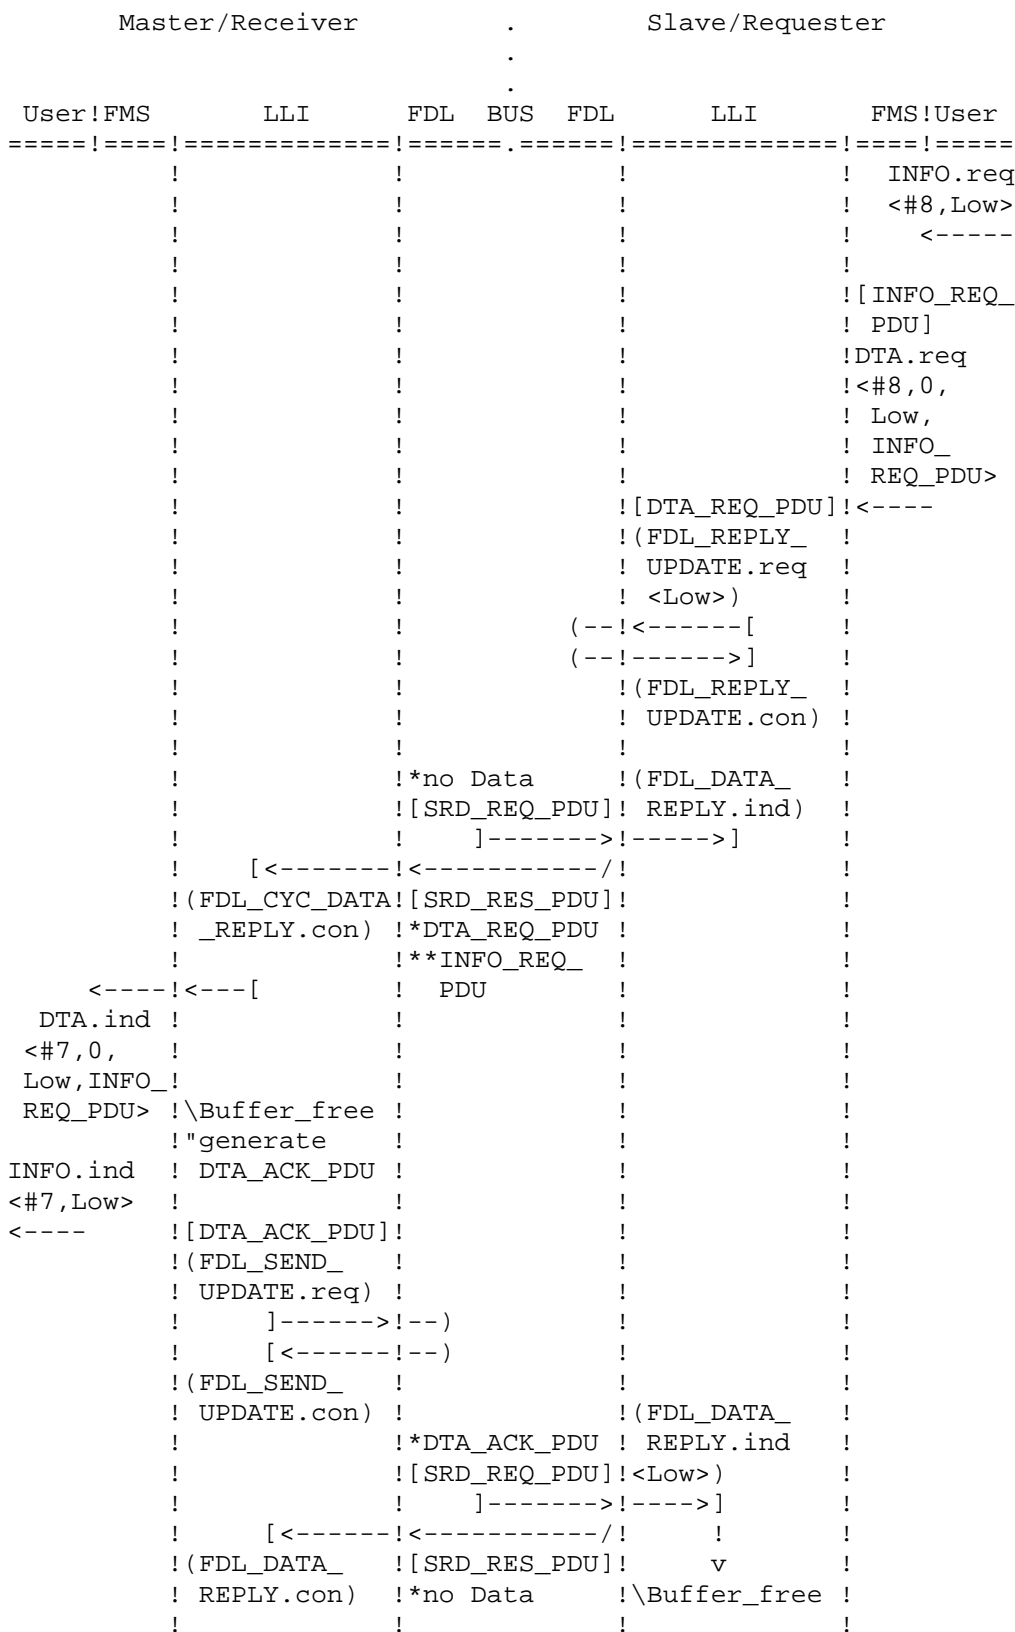 Master/Receiver          .         Slave/Requester
                                .
                                .
 User!FMS        LLI      FDL  BUS  FDL      LLI         FMS!User
=====!====!=============!======.======!=============!====!=====
          !             !             !             !  INFO.req
          !             !             !             !  <#8,Low>
          !             !             !             !    <-----
          !             !             !             !
          !             !             !             ![INFO_REQ_
          !             !             !             ! PDU]
          !             !             !             !DTA.req
          !             !             !             !<#8,0,
          !             !             !             ! Low,
          !             !             !             ! INFO_
          !             !             !             ! REQ_PDU>
          !             !             ![DTA_REQ_PDU]!<----
          !             !             !(FDL_REPLY_  !
          !             !             ! UPDATE.req  !
          !             !             ! <Low>)      !
          !             !          (--!<------[     !
          !             !          (--!------>]     !
          !             !             !(FDL_REPLY_  !
          !             !             ! UPDATE.con) !
          !             !             !             !
          !             !*no Data     !(FDL_DATA_   !
          !             ![SRD_REQ_PDU]! REPLY.ind)  !
          !             !    ]------->!----->]      !
          !    [<-------!<-----------/!             !
          !(FDL_CYC_DATA![SRD_RES_PDU]!             !
          ! _REPLY.con) !*DTA_REQ_PDU !             !
          !             !**INFO_REQ_  !             !
     <----!<---[        !  PDU        !             !
  DTA.ind !             !             !             !
 <#7,0,   !             !             !             !
 Low,INFO_!             !             !             !
 REQ_PDU> !\Buffer_free !             !             !
          !"generate    !             !             !
INFO.ind  ! DTA_ACK_PDU !             !             !
<#7,Low>  !             !             !             !
<----     ![DTA_ACK_PDU]!             !             !
          !(FDL_SEND_   !             !             !
          ! UPDATE.req) !             !             !
          !     ]------>!--)          !             !
          !     [<------!--)          !             !
          !(FDL_SEND_   !             !             !
          ! UPDATE.con) !             !(FDL_DATA_   !
          !             !*DTA_ACK_PDU ! REPLY.ind   !
          !             ![SRD_REQ_PDU]!<Low>)       !
          !             !    ]------->!---->]       !
          !     [<------!<-----------/!     !       !
          !(FDL_DATA_   ![SRD_RES_PDU]!     v       !
          ! REPLY.con)  !*no Data     !\Buffer_free !
          !             !             !             !